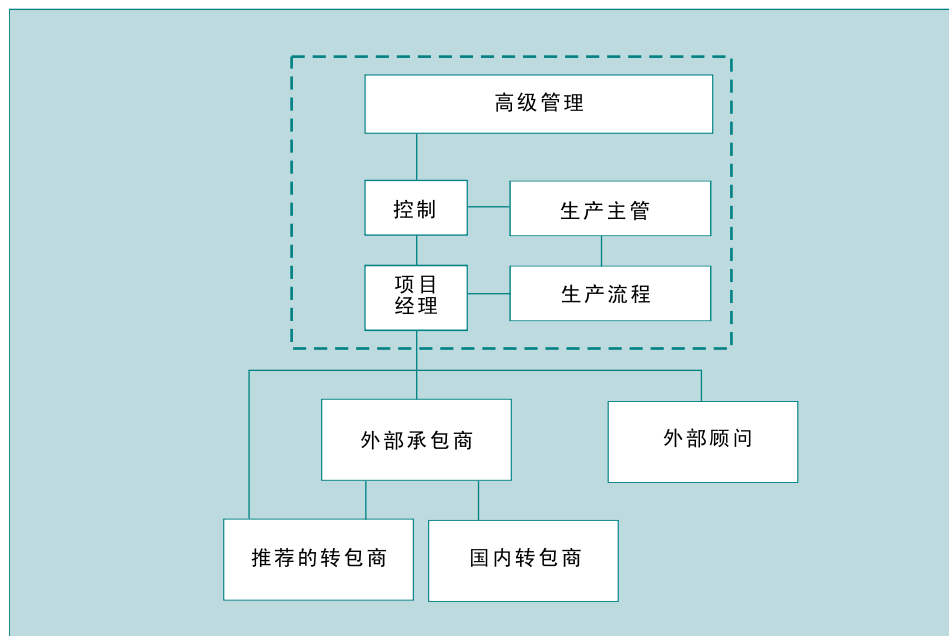 高级管理
控制
生产主管
项目
经理
生产流程
外部承包商
外部顾问
推荐的转包商
国内转包商